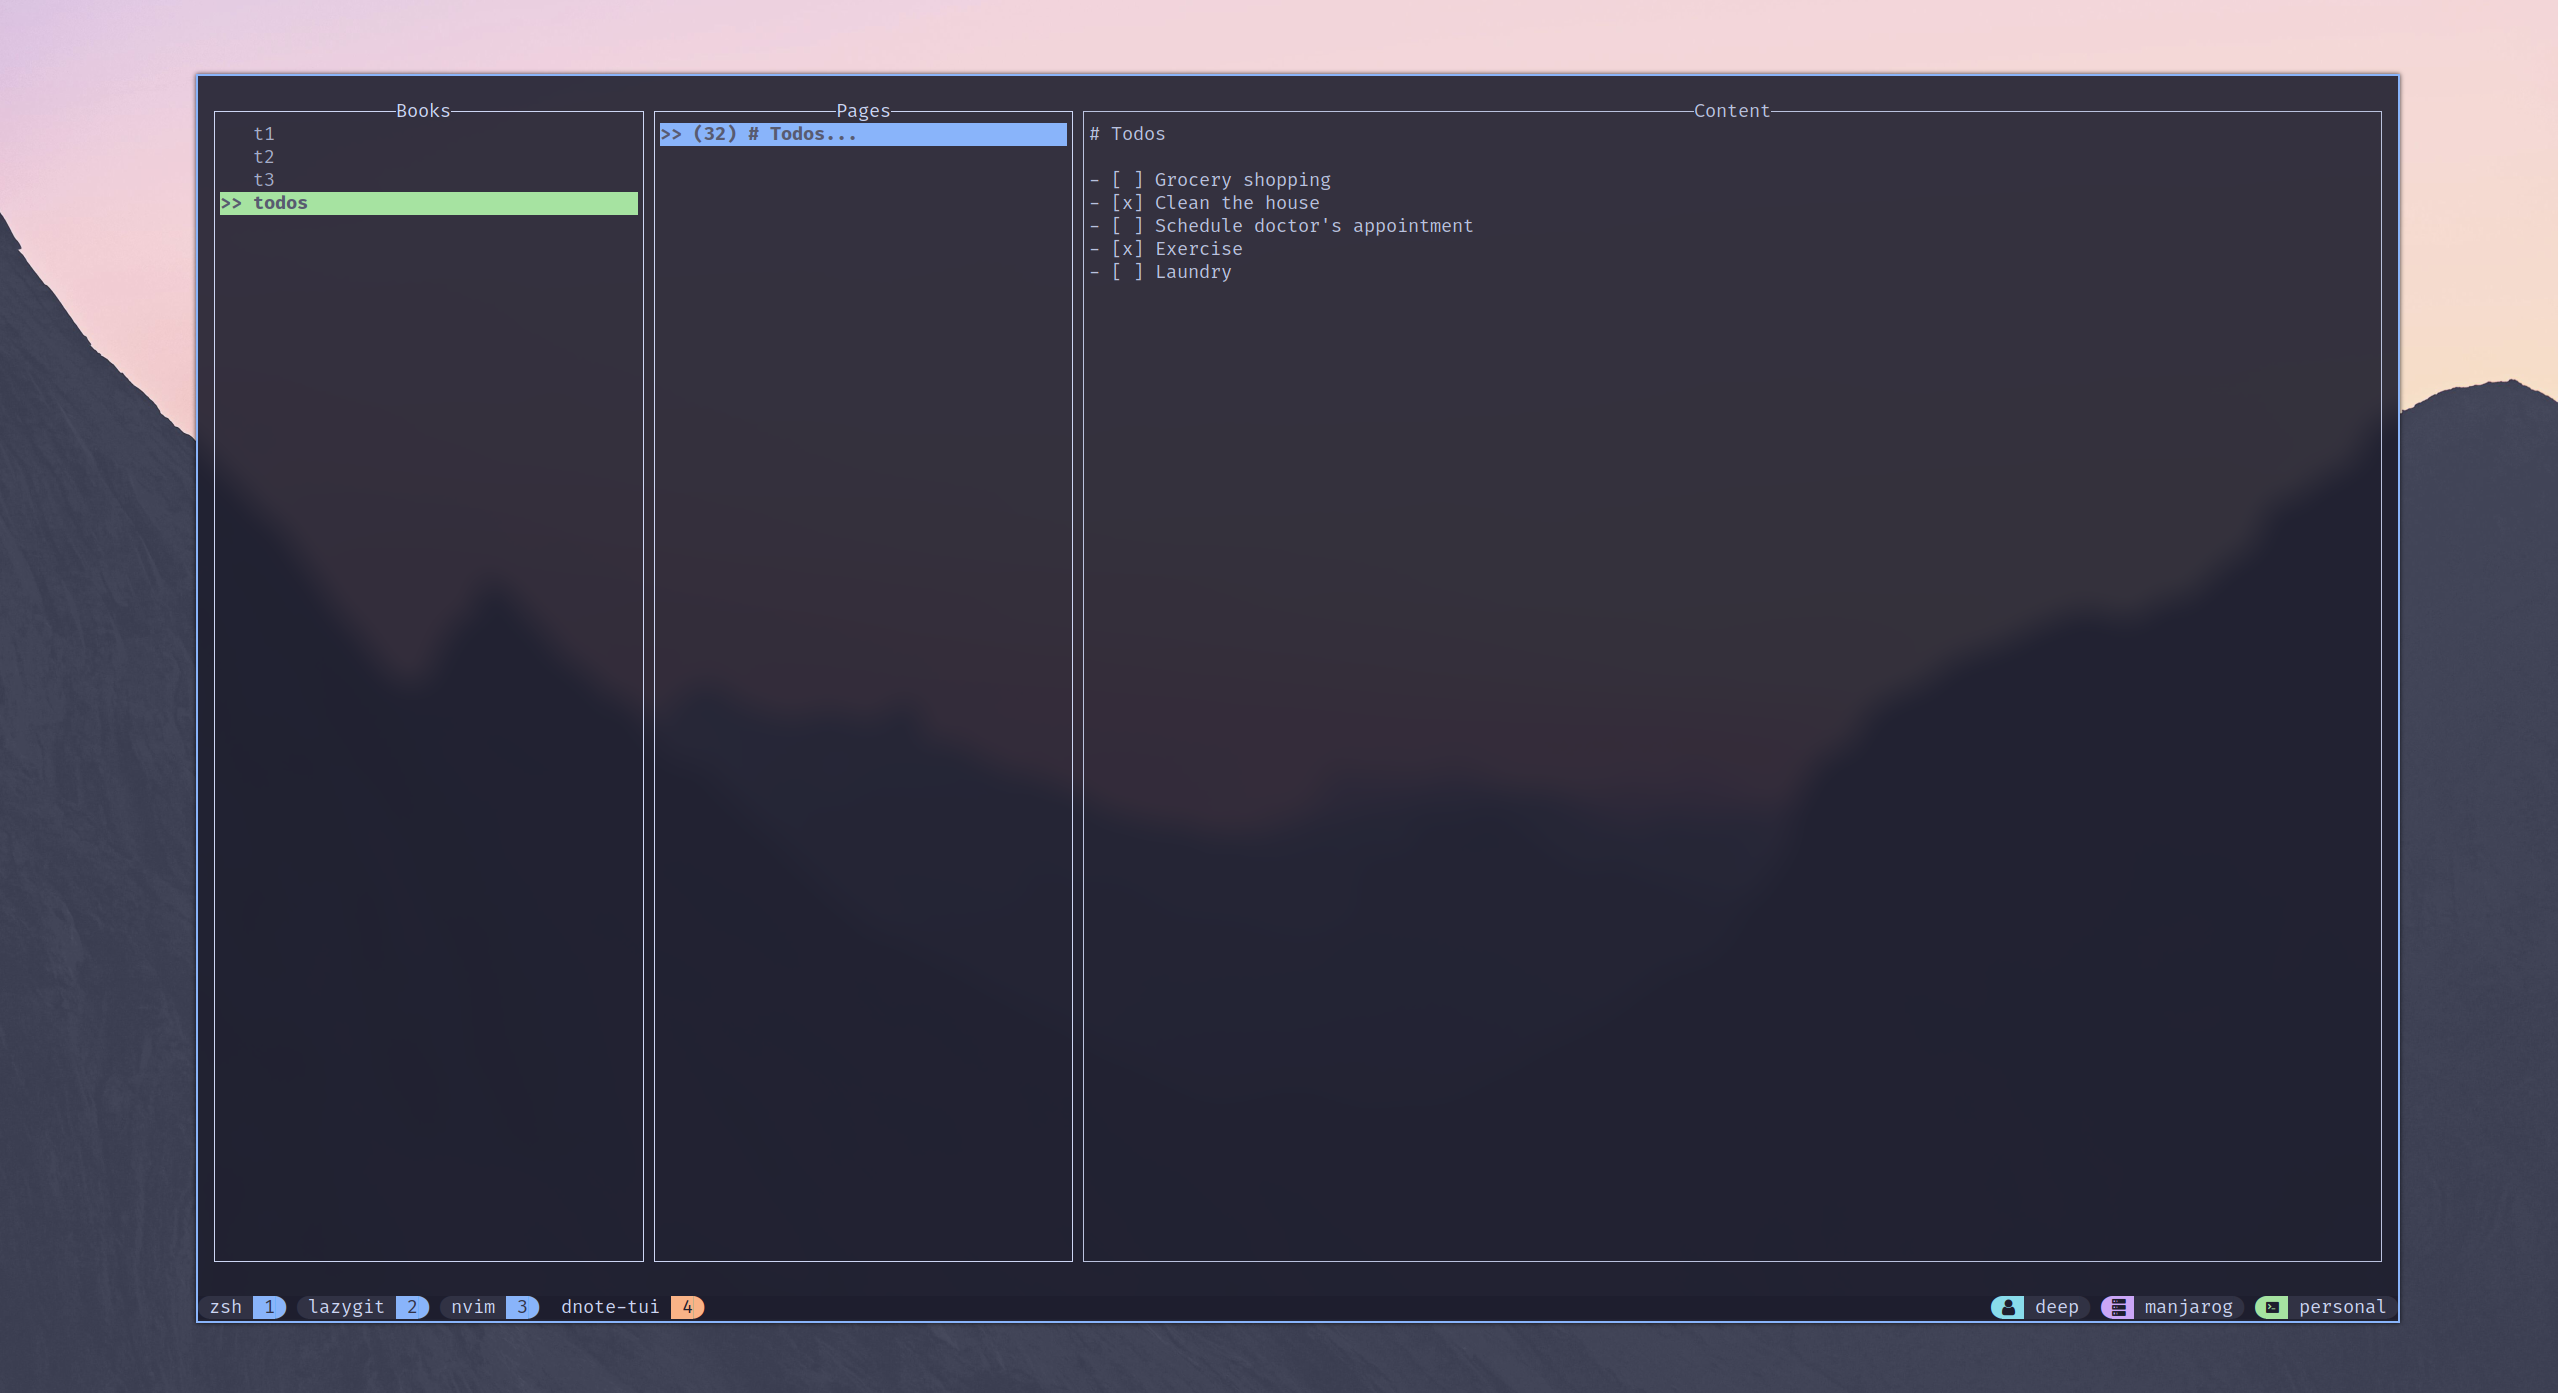 Books
t1
t2
t3
>> todos
Pages
>> (32) # Todos...
Content
# Todos
- [ ] Grocery shopping
- [x] Clean the house
- [ ] Schedule doctor's appointment
- [x] Exercise
- [ ] Laundry
zsh 1 lazygit 2 nvim 3 dnote-tui 4 deep manjarog personal